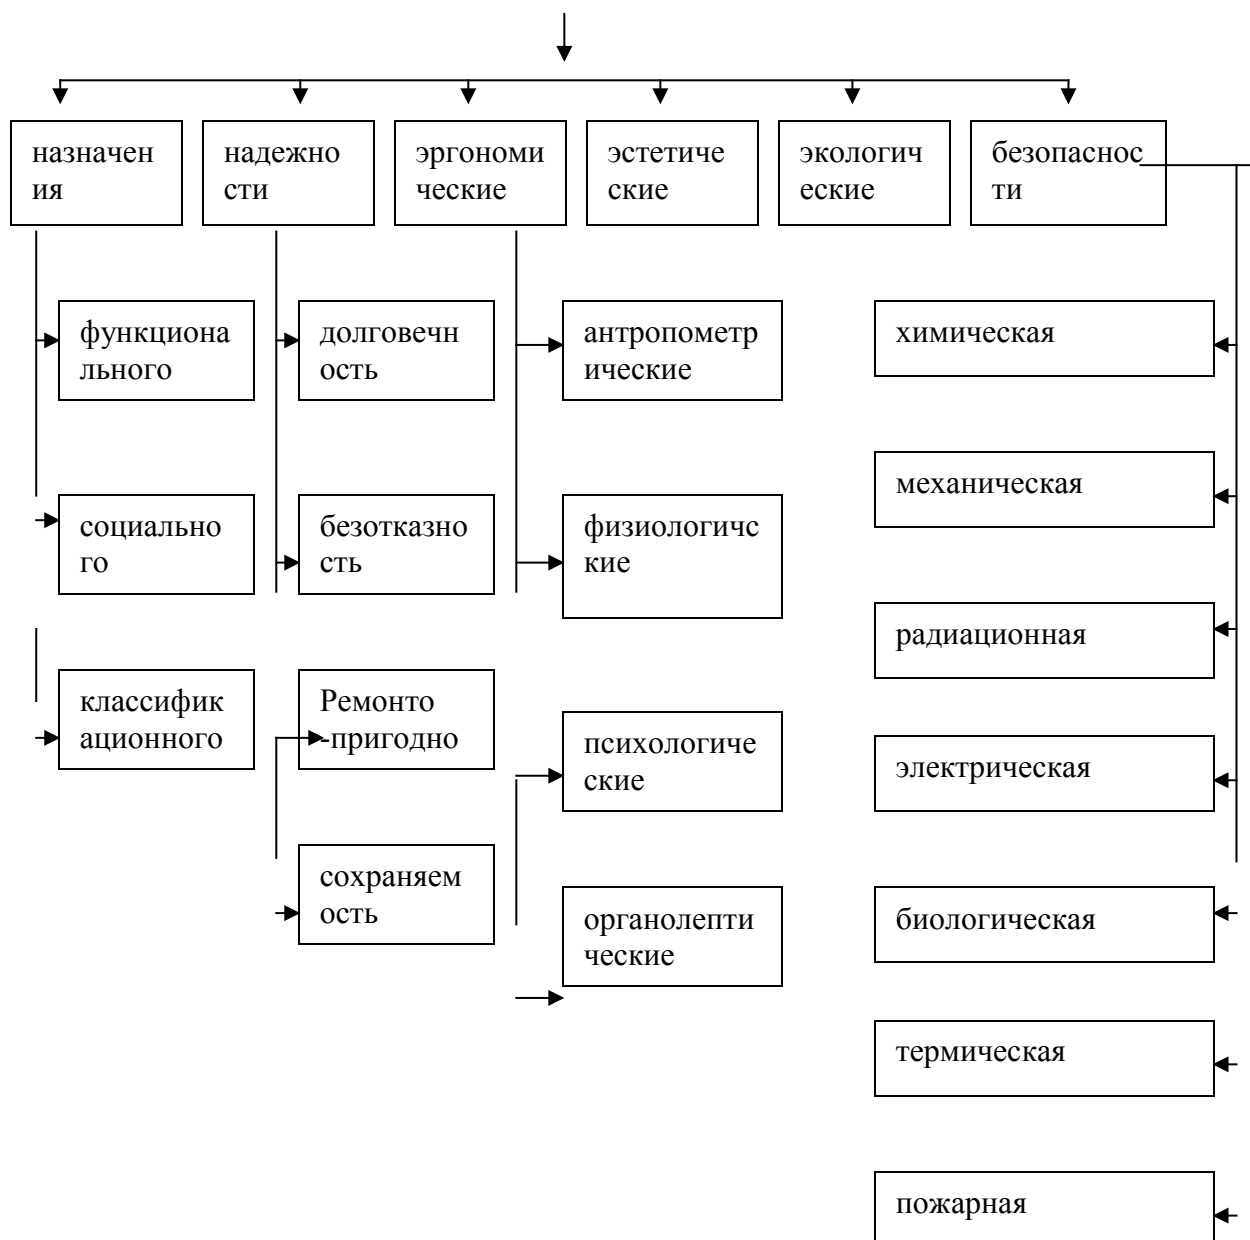 назначен
ия
надежно
сти
эргономи
ческие
эстетиче
ские
экологич
еские
безопаснос
ти
функциона
льного
долговечн
ость
антропометр
ические
химическая
механическая
социально
го
безотказно
сть
физиологичс
кие
радиационная
классифик
ационного
Ремонто
-пригодно
психологиче
ские
электрическая
сохраняем
ость
органолепти
ческие
биологическая
термическая
пожарная